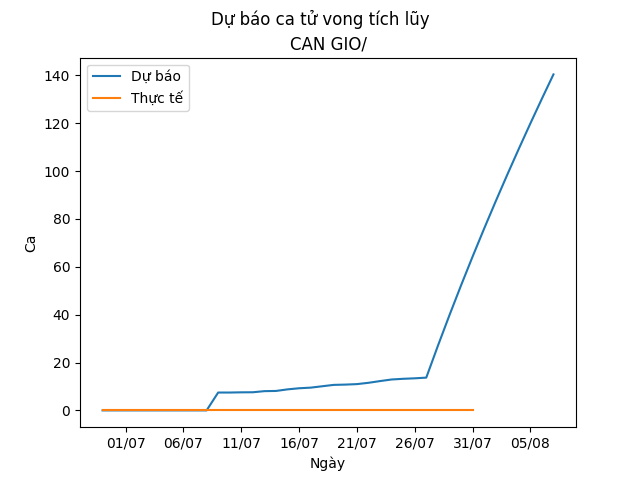 Dự báo ca tử vong tích lũy
CAN GIO/
Dự báo
Thực tế
140
120
100
80
60
40
20
0
Ca
01/07 06/07 11/07 16/07 21/07 26/07 31/07 05/08
Ngày